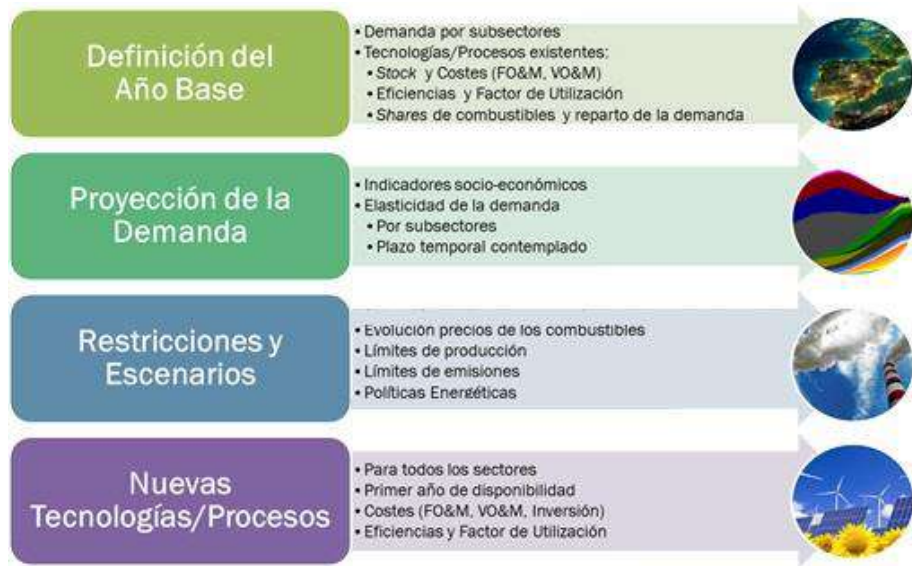 Definición del
Año Base
• Demanda por subsectores
• Tecnologías/Procesos existentes:
• Stock y Costes (FO&M, VO&M)
• Eficiencias y Factor de Utilización
• Shares de combustibles y reparto de la demanda
Proyección de la
Demanda
• Indicadores socio-económicos
• Elasticidad de la demanda
• Por subsectores
• Plazo temporal contemplado
Restricciones y
Escenarios
• Evolución precios de los combustibles
• Límites de producción
• Límites de emisiones
• Políticas Energéticas
Nuevas
Tecnologías/Procesos
• Para todos los sectores
• Primer año de disponibilidad
• Costes (FO&M, VO&M, Inversión)
• Eficiencias y Factor de Utilización